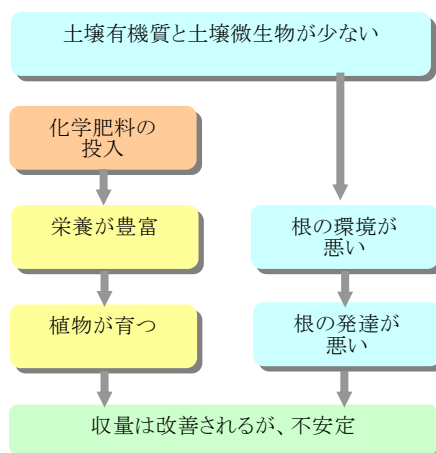 土壌有機質と土壌微生物が少ない
化学肥料の
投入
栄養が豊富
根の環境が
悪い
植物が育つ
根の発達が
悪い
収量は改善されるが、不安定